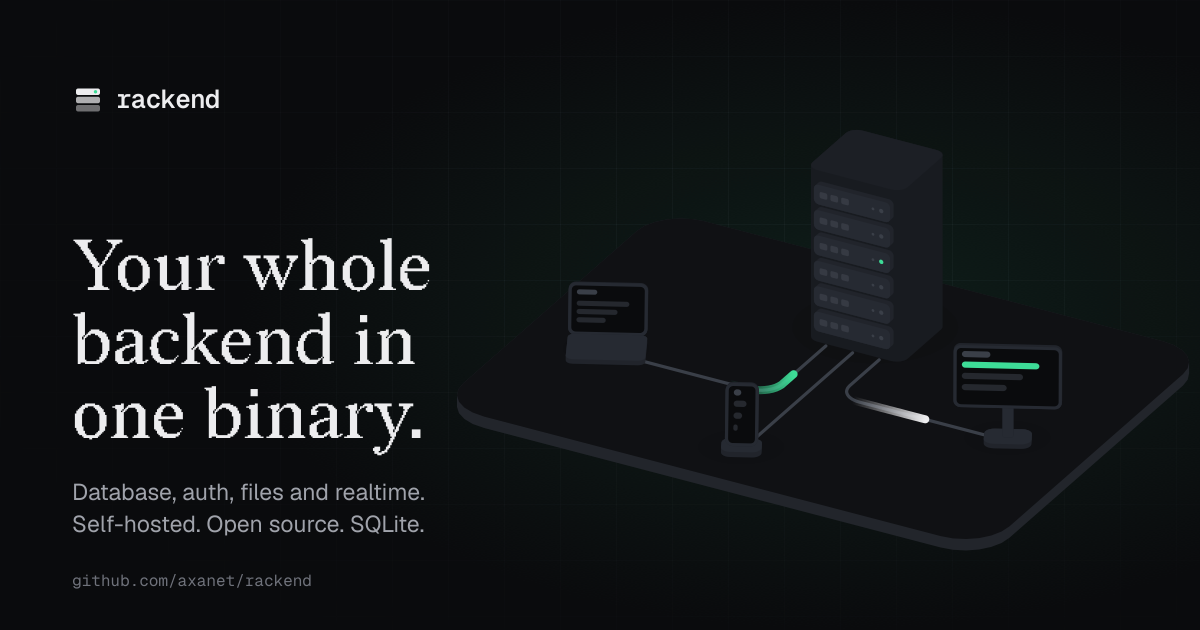 rackend
Your whole
backend in
one binary.
Database, auth, files and realtime.
Self-hosted. Open source. SQLite.
github.com/axanet/rackend